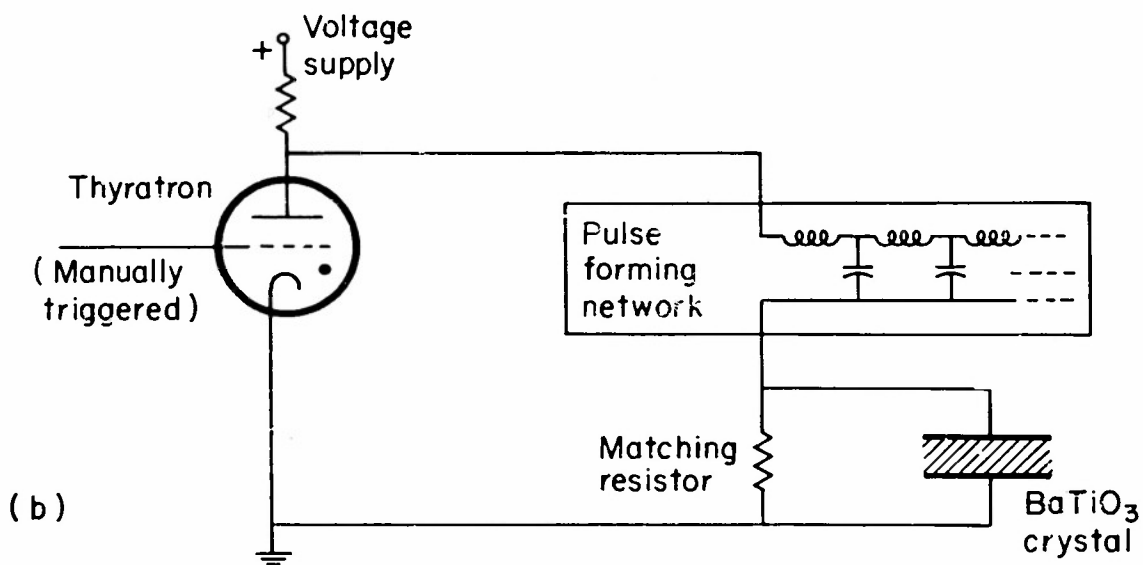 + Voltage
supply
Thyratron
(Manually
triggered)
Pulse
forming
network
Matching
resistor
(b)
BaTiO₃
crystal